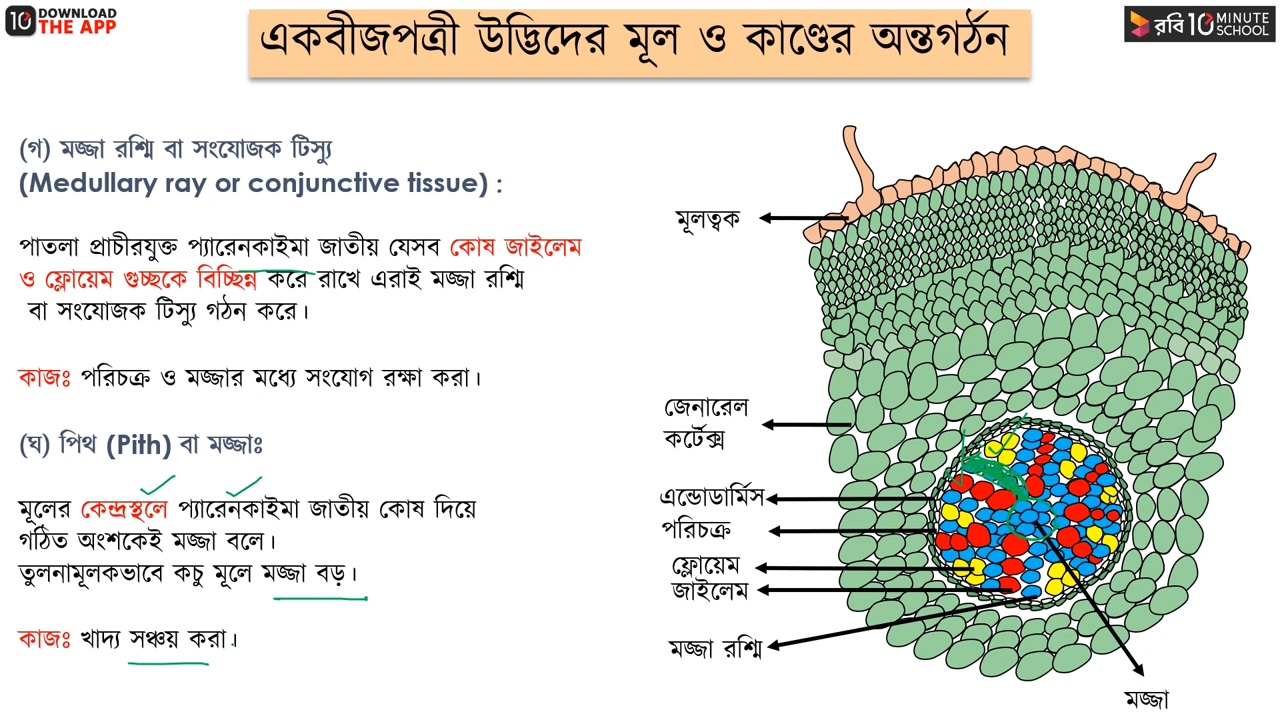 10 DOWNLOAD
THE APP
একবীজপত্রী উদ্ভিদের মূল ও কাণ্ডের অন্তগর্ঠন
রবি 10 MINUTE
SCHOOL
(গ) মজ্জা রশ্মি বা সংযোজক টিস্যু
(Medullary ray or conjunctive tissue) :
পাতলা প্রাচীরযুক্ত প্যারেনকাইমা জাতীয় যেসব কোষ জাইলেম
ও ফ্লোয়েম গুচ্ছকে বিচ্ছিন্ন করে রাখে এরাই মজ্জা রশ্মি
বা সংযোজক টিস্যু গঠন করে।
কাজঃ পরিচক্র ও মজ্জার মধ্যে সংযোগ রক্ষা করা।
(ঘ) পিথ (Pith) বা মজ্জাঃ
মূলের কেন্দ্রস্থলে প্যারেনকাইমা জাতীয় কোষ দিয়ে
গঠিত অংশকেই মজ্জা বলে।
তুলনামূলকভাবে কচু মূলে মজ্জা বড়।
কাজঃ খাদ্য সঞ্চয় করা।
মূলত্বক
জেনারেল
কর্টেক্স
এন্ডোডার্মিস
পরিচক্র
ফ্লোয়েম
জাইলেম
মজ্জা রশ্মি
মজ্জা